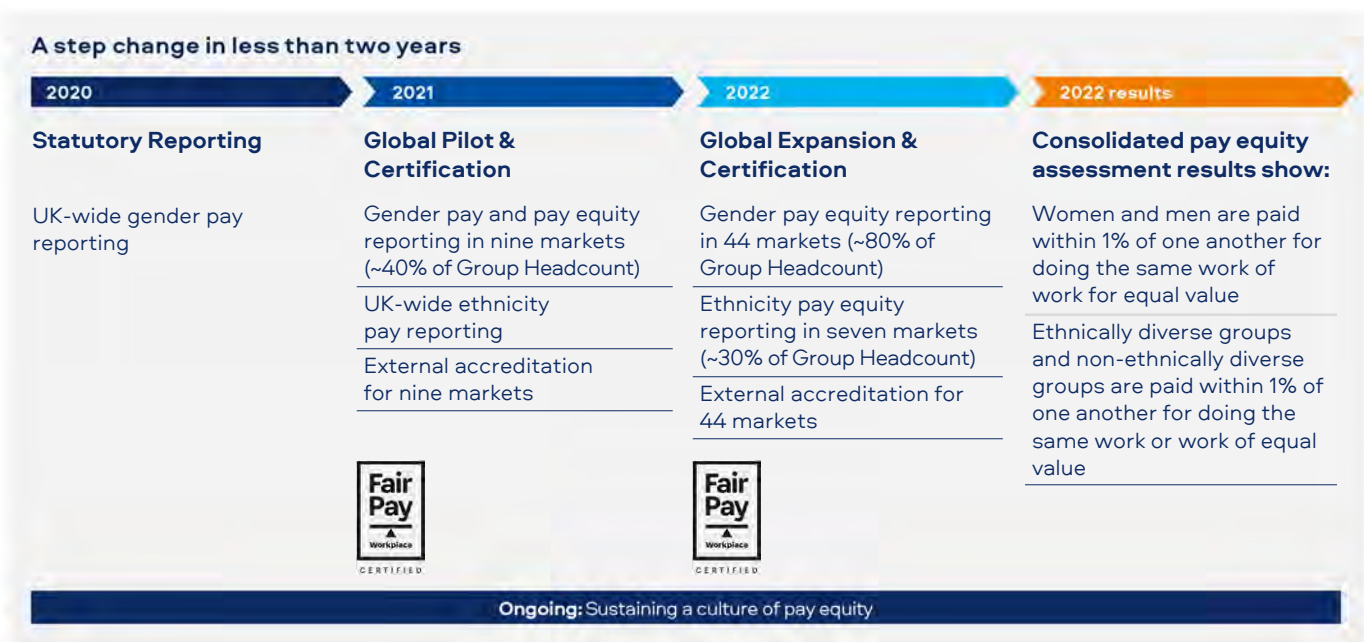 A step change in less than two years
2020
2021
2022
2022 results
Statutory Reporting
UK-wide gender pay
reporting
Global Pilot &
Certification
Gender pay and pay equity
reporting in nine markets
(~40% of Group Headcount)
UK-wide ethnicity
pay reporting
External accreditation
for nine markets
Fair
Pay
Workplace
CERTIFIED
Global Expansion &
Certification
Gender pay equity reporting
in 44 markets (~80% of
Group Headcount)
Ethnicity pay equity
reporting in seven markets
(~30% of Group Headcount)
External accreditation for
44 markets
Fair
Pay
Workplace
CERTIFIED
Consolidated pay equity
assessment results show:
Women and men are paid
within 1% of one another for
doing the same work of
work for equal value
Ethnically diverse groups
and non-ethnically diverse
groups are paid within 1% of
one another for doing the
same work or work of equal
value
Ongoing: Sustaining a culture of pay equity